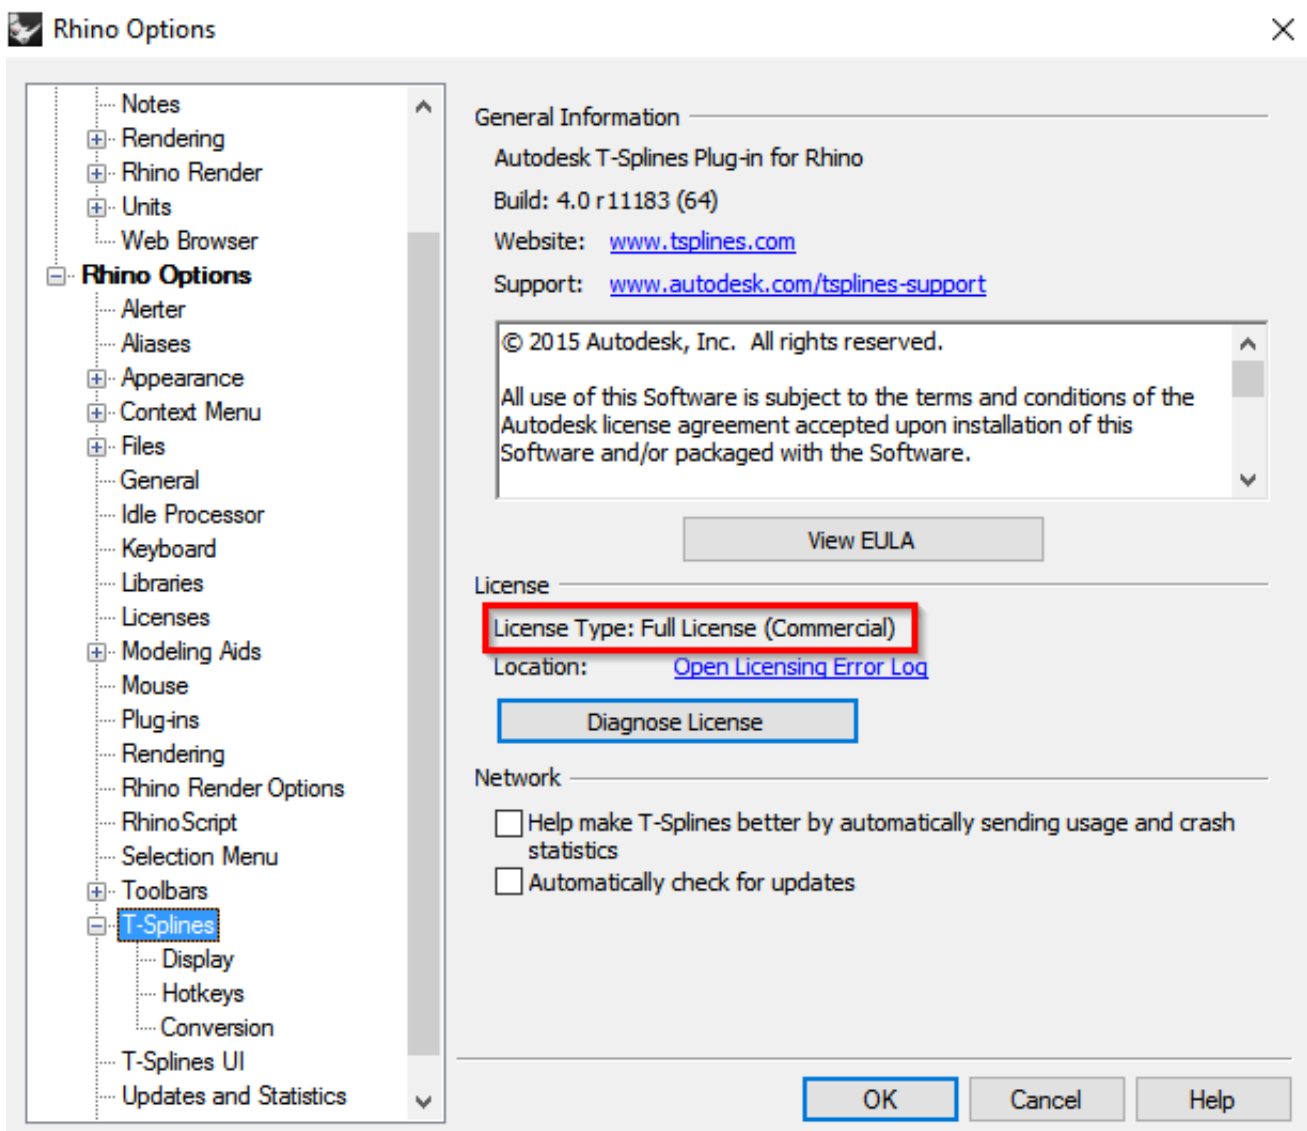 Rhino Options
Notes
Rendering
Rhino Render
Units
Web Browser
Rhino Options
Alerter
Aliases
Appearance
Context Menu
Files
General
Idle Processor
Keyboard
Libraries
Licenses
Modeling Aids
Mouse
Plug-ins
Rendering
Rhino Render Options
RhinoScript
Selection Menu
Toolbars
T-Splines
Display
Hotkeys
Conversion
T-Splines UI
Updates and Statistics
General Information
Autodesk T-Splines Plug-in for Rhino
Build: 4.0 r11183 (64)
Website: www.tsplines.com
Support: www.autodesk.com/tsplines-support
© 2015 Autodesk, Inc. All rights reserved.
All use of this Software is subject to the terms and conditions of the
Autodesk license agreement accepted upon installation of this
Software and/or packaged with the Software.
View EULA
License
License Type: Full License (Commercial)
Location: Open Licensing Error Log
Diagnose License
Network
Help make T-Splines better by automatically sending usage and crash
statistics
Automatically check for updates
OK Cancel Help